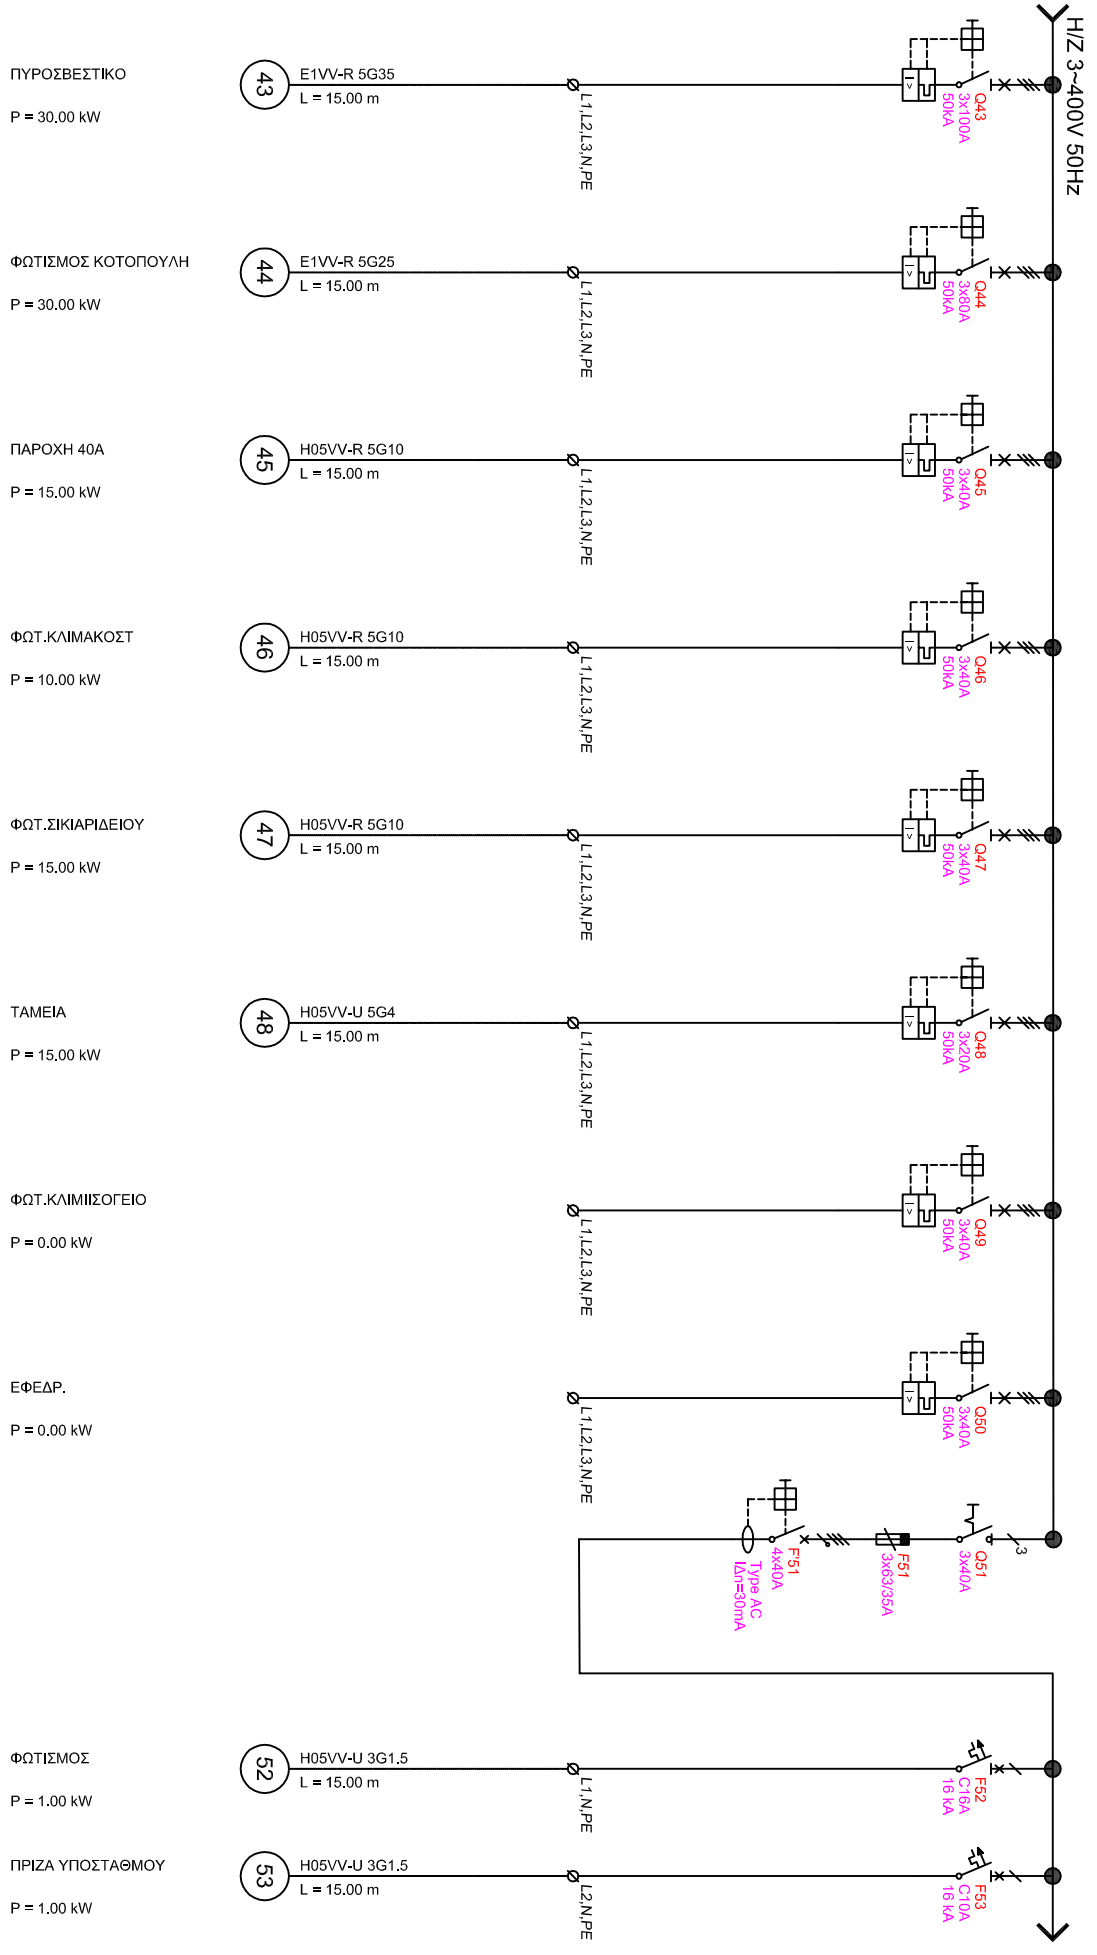 H/Z 3~400V 50Hz
ΠΥΡΟΣΒΕΣΤΙΚΟ
P = 30.00 kW
43
E1VV-R 5G35
L = 15.00 m
L1,L2,L3,N,PE
Q43
3x100A
50kA
ΦΩΤΙΣΜΟΣ ΚΟΤΟΠΟΥΛΗ
P = 30.00 kW
44
E1VV-R 5G25
L = 15.00 m
L1,L2,L3,N,PE
Q44
3x80A
50kA
ΠΑΡΟΧΗ 40Α
P = 15.00 kW
45
H05VV-R 5G10
L = 15.00 m
L1,L2,L3,N,PE
Q45
3x40A
50kA
ΦΩΤ.ΚΛΙΜΑΚΟΣΤ
P = 10.00 kW
46
H05VV-R 5G10
L = 15.00 m
L1,L2,L3,N,PE
Q46
3x40A
50kA
ΦΩΤ.ΣΙΚΙΑΡΙΔΕΙΟΥ
P = 15.00 kW
47
H05VV-R 5G10
L = 15.00 m
L1,L2,L3,N,PE
Q47
3x40A
50kA
ΤΑΜΕΙΑ
P = 15.00 kW
48
H05VV-U 5G4
L = 15.00 m
L1,L2,L3,N,PE
Q48
3x20A
50kA
ΦΩΤ.ΚΛΙΜΙΙΣΟΓΕΙΟ
P = 0.00 kW
L1,L2,L3,N,PE
Q49
3x40A
50kA
ΕΦΕΔΡ.
P = 0.00 kW
L1,L2,L3,N,PE
Q50
3x40A
50kA
3
Q51
3x40A
F51
3x63/35A
F'51
4x40A
Type AC
IΔn=30mA
ΦΩΤΙΣΜΟΣ
P = 1.00 kW
52
H05VV-U 3G1.5
L = 15.00 m
L1,N,PE
F52
C16A
16 kA
ΠΡΙΖΑ ΥΠΟΣΤΑΘΜΟΥ
P = 1.00 kW
53
H05VV-U 3G1.5
L = 15.00 m
L2,N,PE
F53
C10A
16 kA